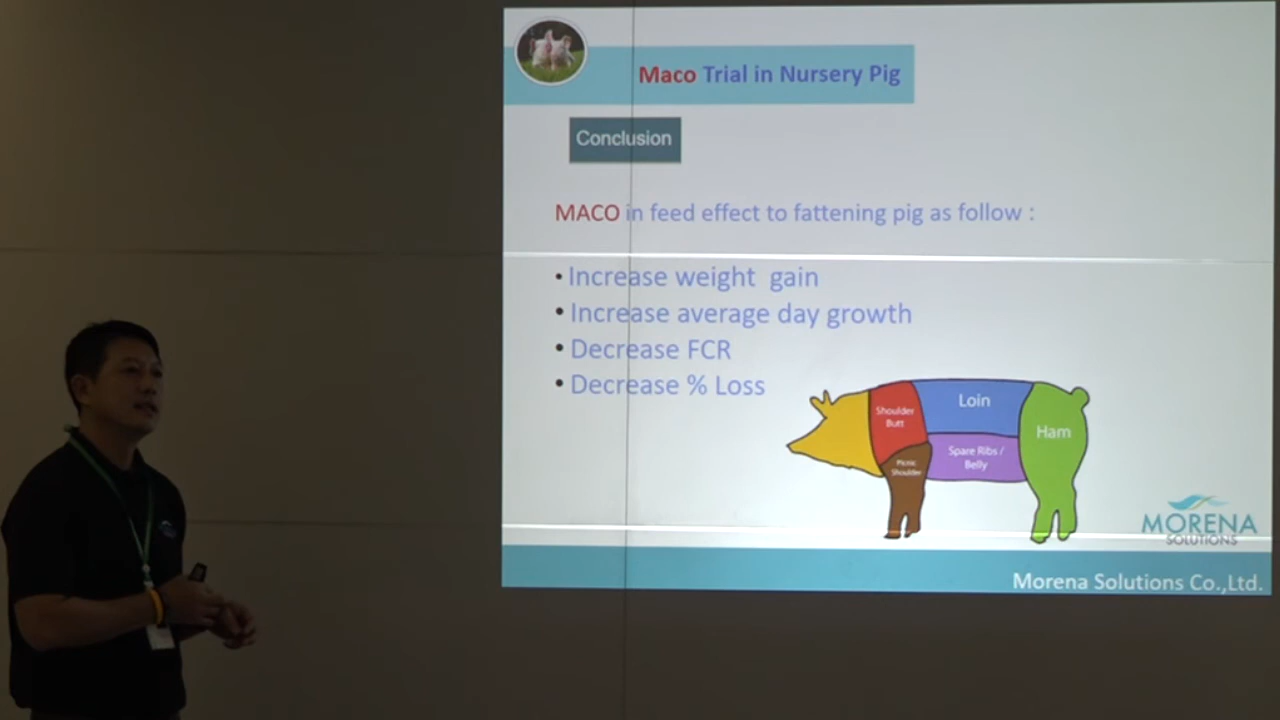 Maco Trial in Nursery Pig
Conclusion
MACO in feed effect to fattening pig as follow :
• Increase weight gain
• Increase average day growth
• Decrease FCR
• Decrease % Loss
Shoulder
Butt
Loin
Ham
Spare Ribs /
Belly
Picnic
Shoulder
MORENA
SOLUTIONS
Morena Solutions Co.,Ltd.